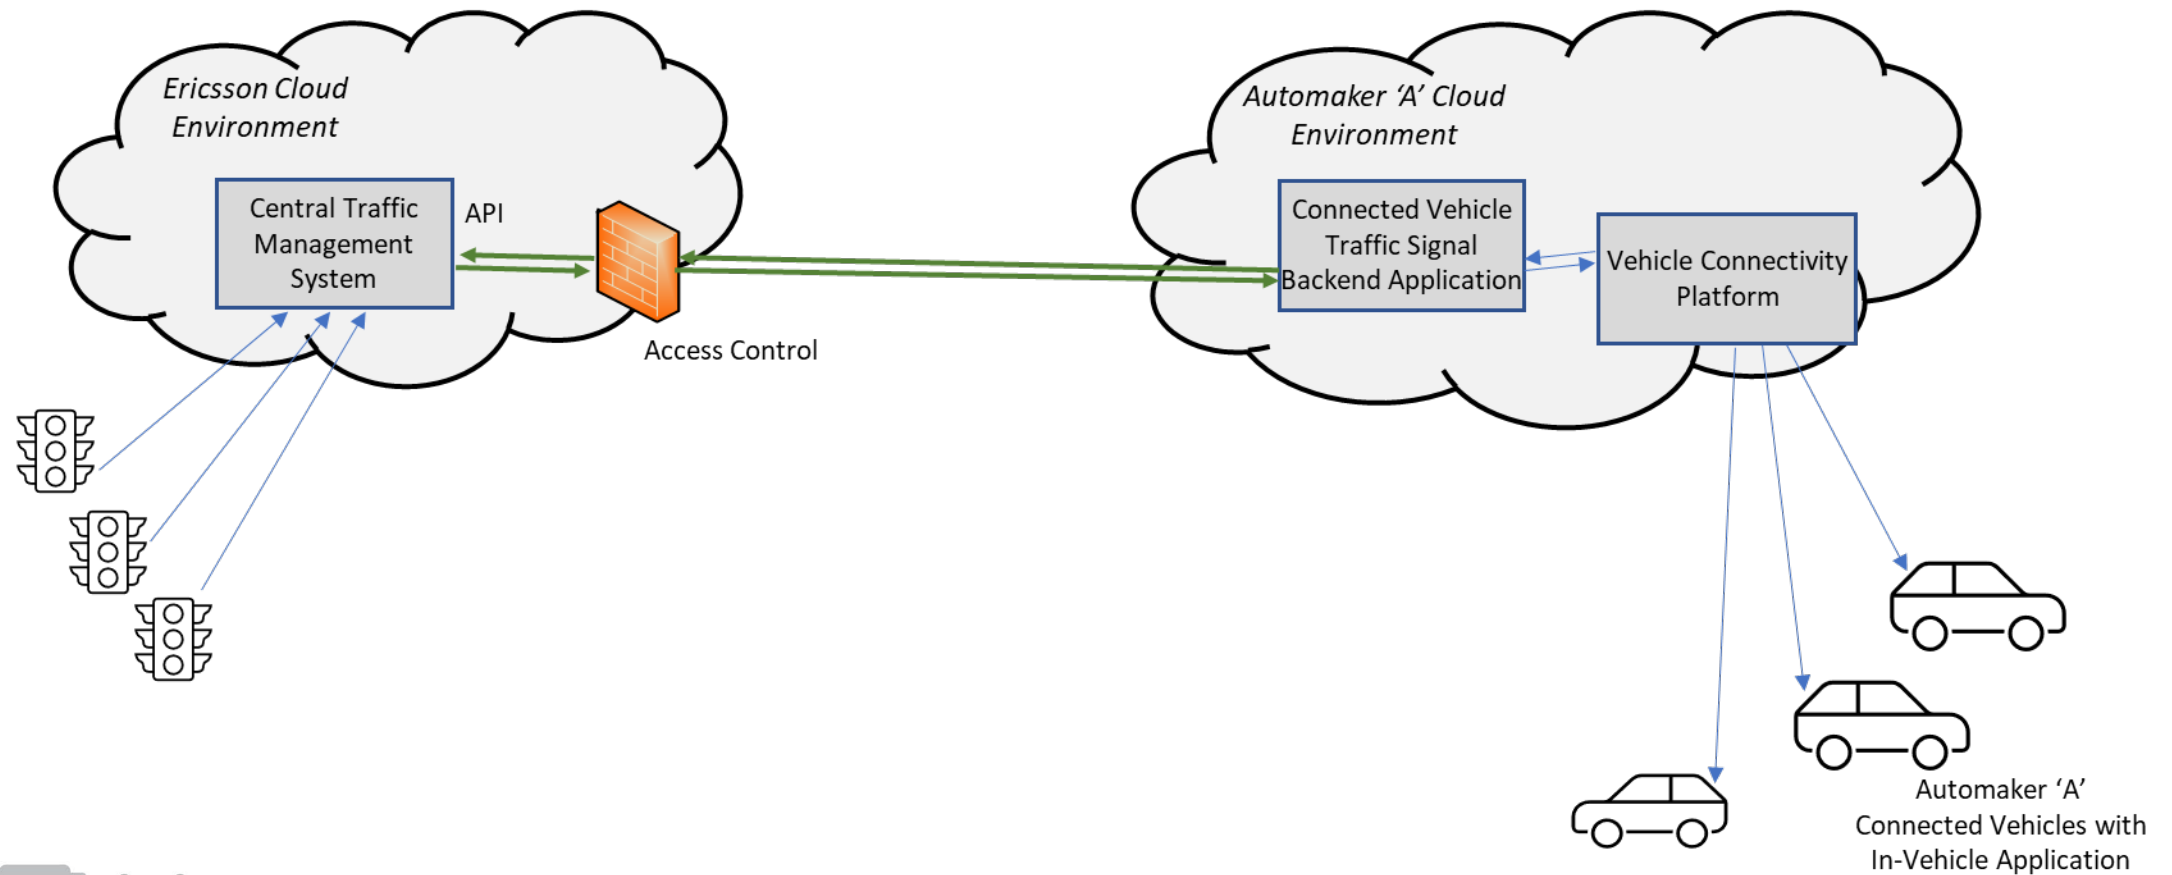 Ericsson Cloud
Environment
Central Traffic
Management
System
API
Access Control
Automaker ‘A’ Cloud
Environment
Connected Vehicle
Traffic Signal
Backend Application
Vehicle Connectivity
Platform
Automaker ‘A’
Connected Vehicles with
In-Vehicle Application